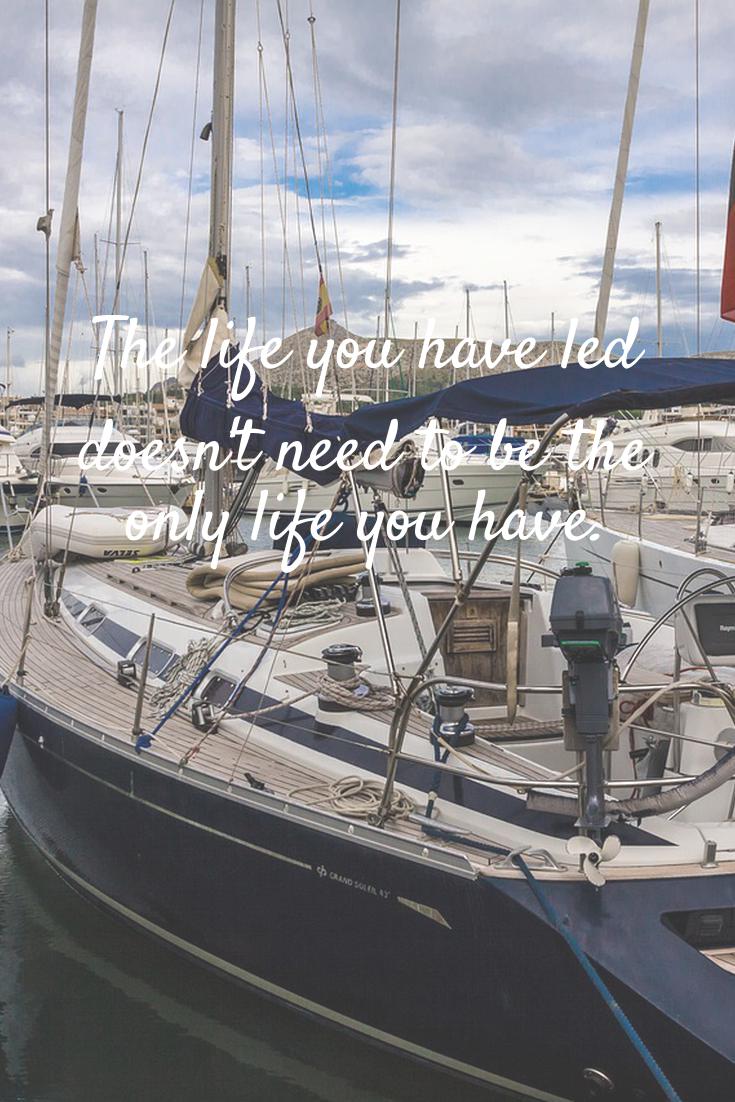 The life you have led
doesn't need to be the
only life you have.
GRAND SOLEIL 43'